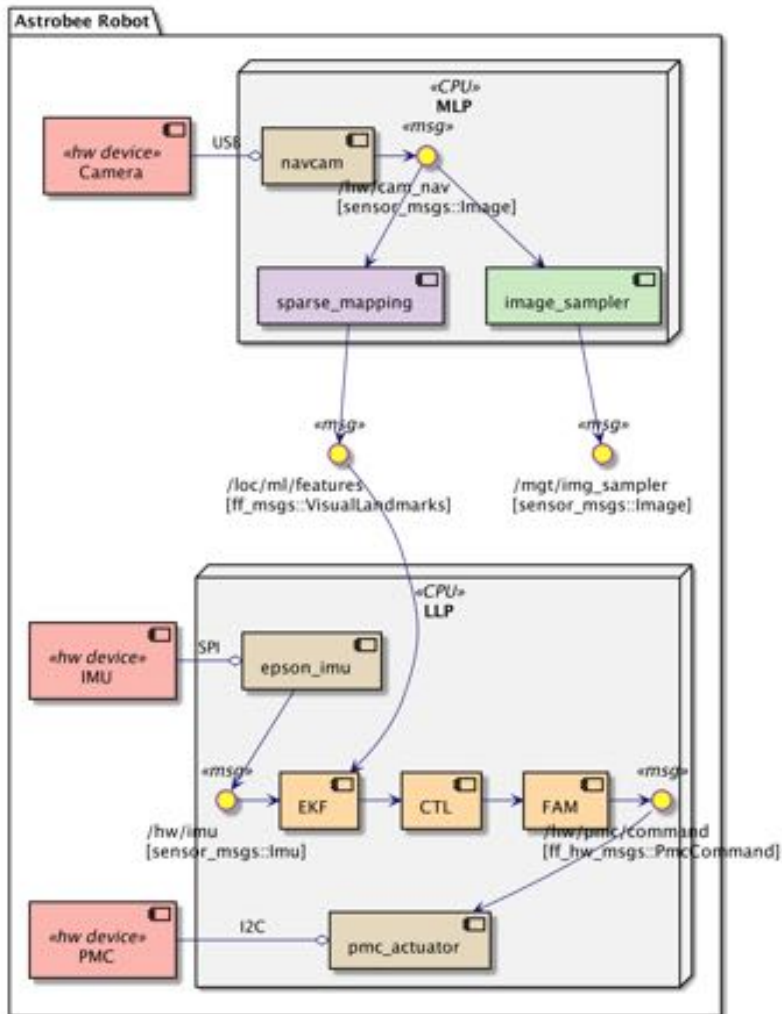 Astrobee Robot
«CPU»
MLP
«hw device»
Camera
USB
navcam
«msg»
/hw/cam_nav
[sensor_msgs::Image]
sparse_mapping
image_sampler
«msg»
/loc/ml/features
[ff_msgs::VisualLandmarks]
«msg»
/mgt/img_sampler
[sensor_msgs::Image]
«CPU»
LLP
«hw device»
IMU
SPI
epson_imu
«msg»
/hw/imu
[sensor_msgs::Imu]
EKF
CTL
FAM
«msg»
/hw/pmc/command
[ff_hw_msgs::PmcCommand]
«hw device»
PMC
I2C
pmc_actuator